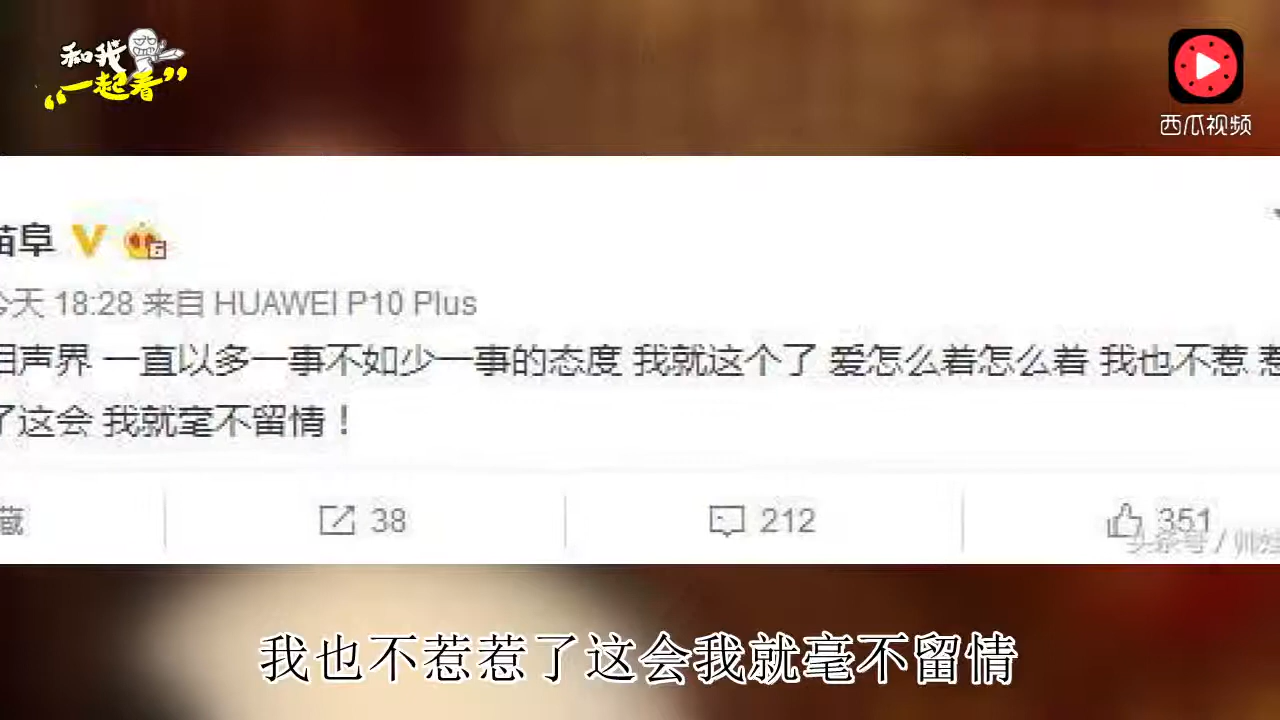 和我
“一起看”
西瓜视频
阜 V
今天 18:28 来自 HUAWEI P10 Plus
声界 一直以多一事不如少一事的态度 我就这个了 爱怎么着怎么着 我也不惹 惹
了这会 我就毫不留情！
藏
38
212
351
头条号 /
我也不惹惹了这会我就毫不留情